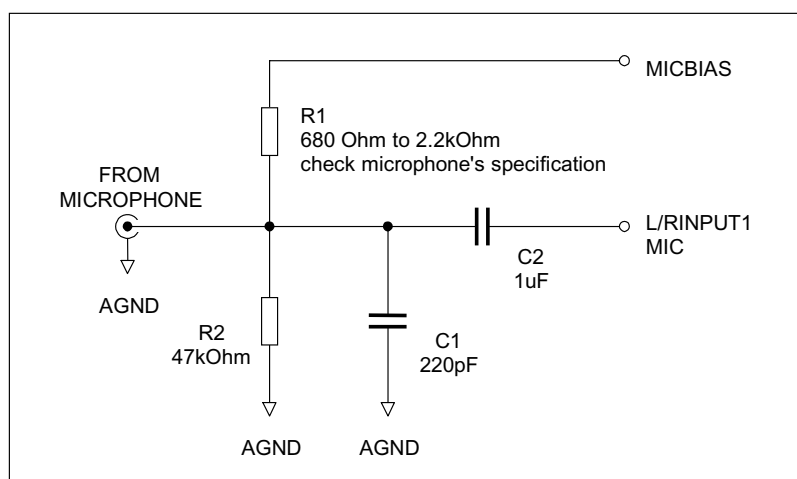 MICBIAS
R1
680 Ohm to 2.2kOhm
check microphone's specification
FROM
MICROPHONE
L/RINPUT1
MIC
C2
1uF
AGND
R2
47kOhm
C1
220pF
AGND
AGND